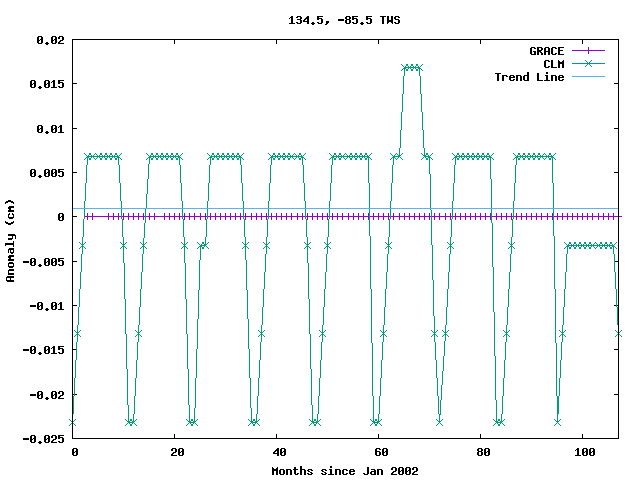 134.5, -85.5 TWS
GRACE
CLM
Trend Line
0.02
0.015
0.01
0.005
0
-0.005
-0.01
-0.015
-0.02
-0.025
Anomaly (cm)
0 20 40 60 80 100
Months since Jan 2002